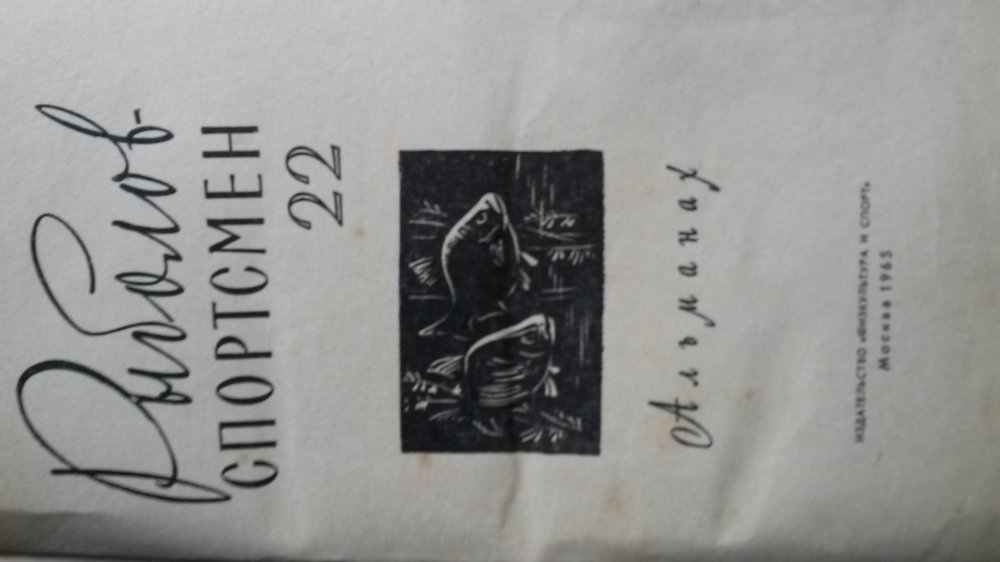 Рыболов-
СПОРТСМЕН
22
Альманах
ИЗДАТЕЛЬСТВО «ФИЗКУЛЬТУРА И СПОРТ»
Москва 1965